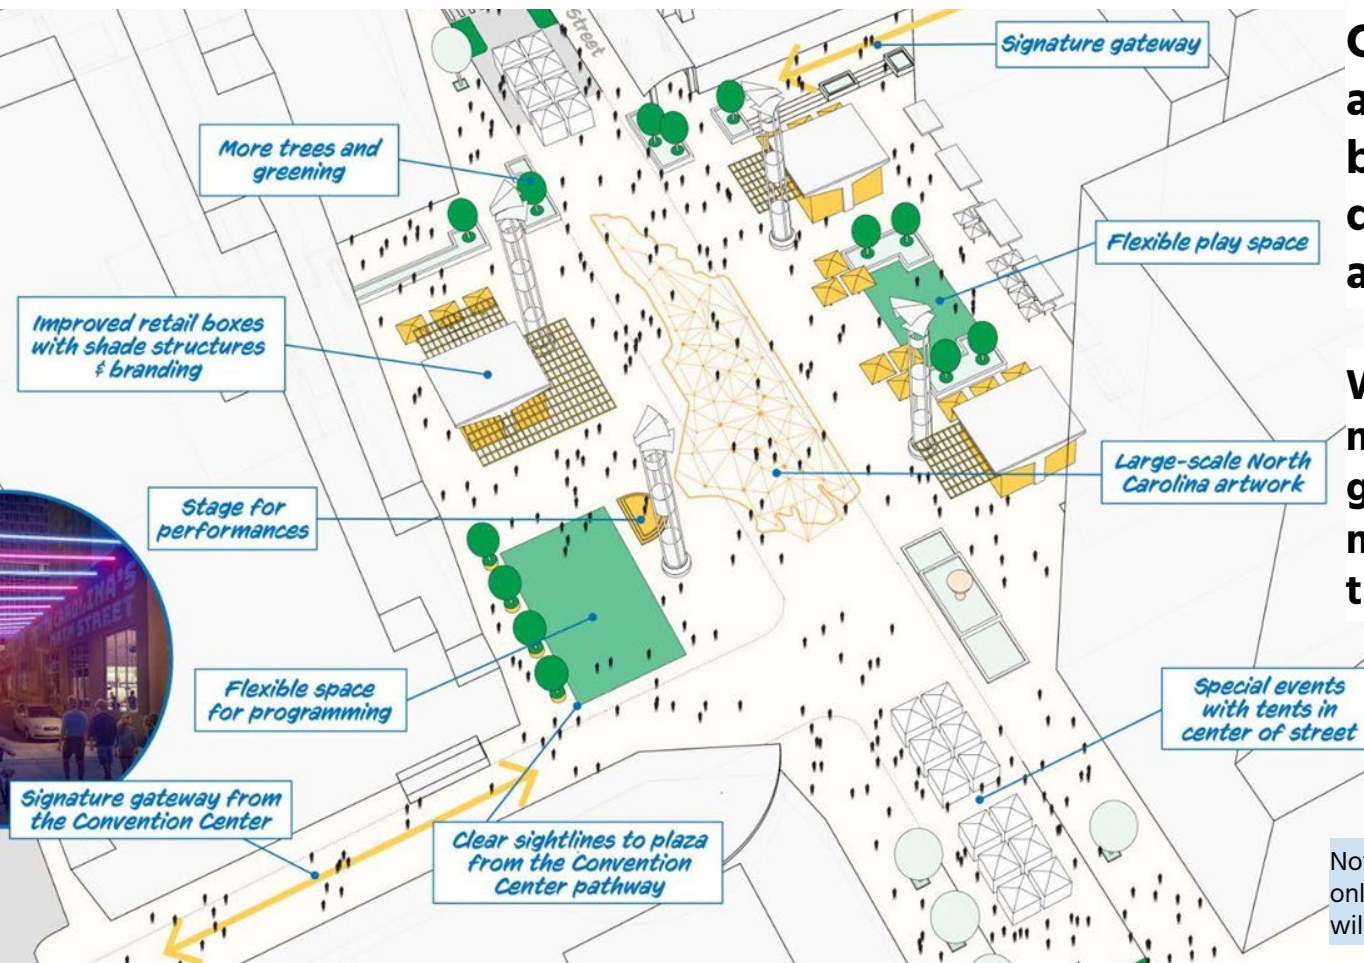 Street
Signature gateway
More trees and
greening
Flexible play space
Improved retail boxes
with shade structures
& branding
Large-scale North
Carolina artwork
Stage for
performances
CAROLINA'S
STREET
Flexible space
for programming
Special events
with tents in
center of street
Signature gateway from
the Convention Center
Clear sightlines to plaza
from the Convention
Center pathway